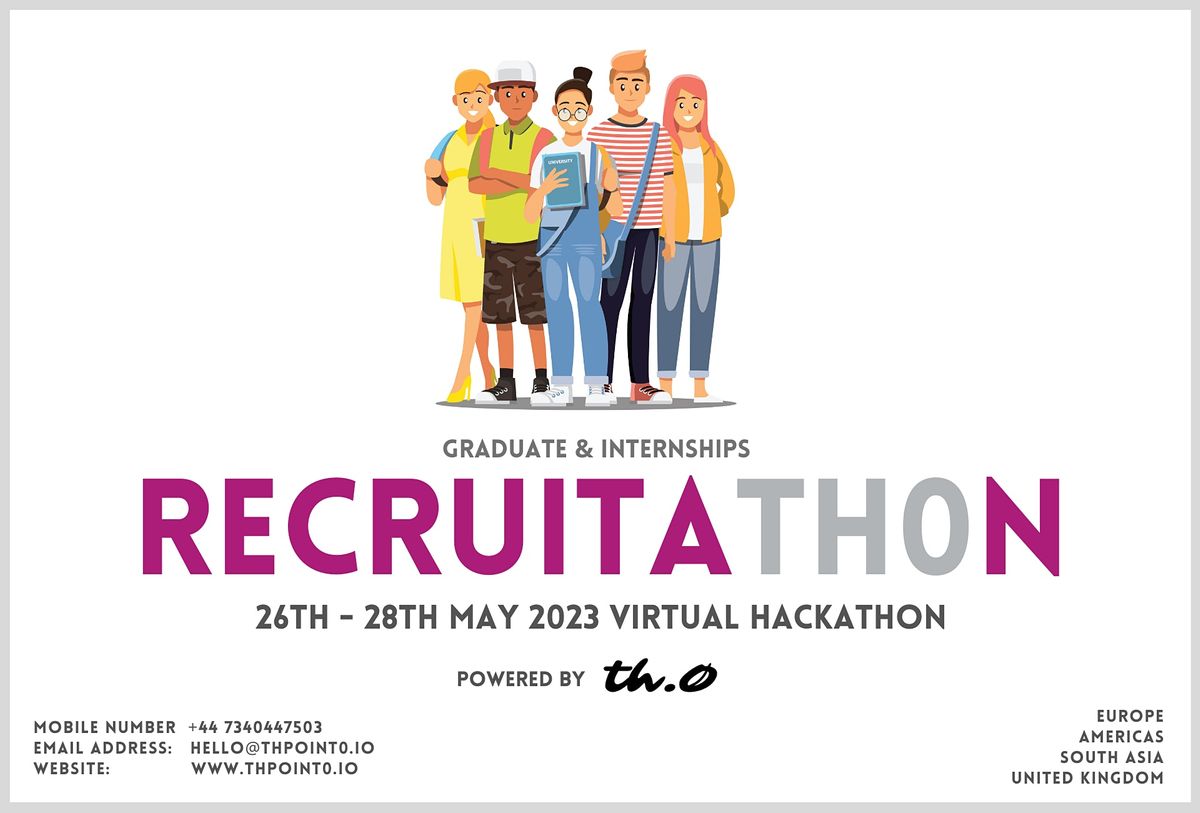 UNIVERSITY
GRADUATE & INTERNSHIPS
RECRUITATH0N
26TH - 28TH MAY 2023 VIRTUAL HACKATHON
POWERED BY th.0
MOBILE NUMBER +44 7340447503
EMAIL ADDRESS: HELLO@THPOINT0.IO
WEBSITE: WWW.THPOINT0.IO
EUROPE
AMERICAS
SOUTH ASIA
UNITED KINGDOM